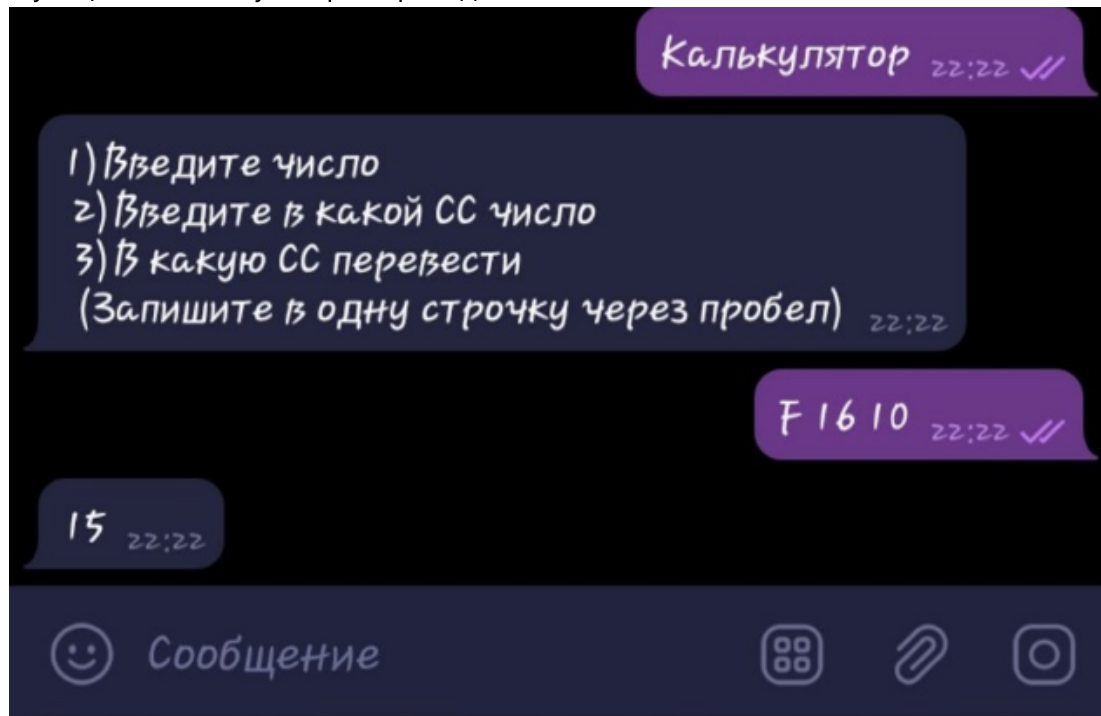 Калькулятор 22:22
1) Введите число
2) Введите в какой СС число
3) В какую СС перевести
(Запишите в одну строчку через пробел) 22:22
F 16 10 22:22
15 22:22
Сообщение